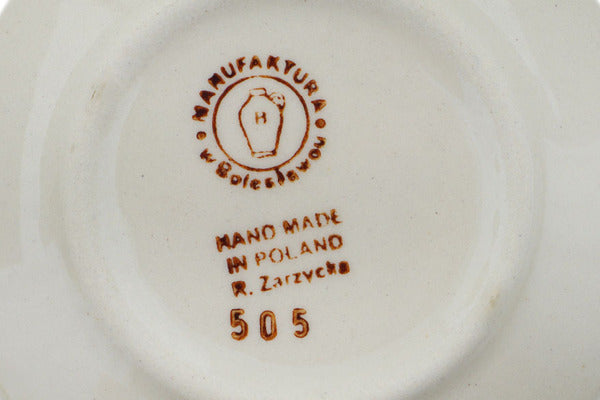 MANUFAKTURA
w Bolesławcu
B
HAND MADE
IN POLAND
R. Zarzycka
505